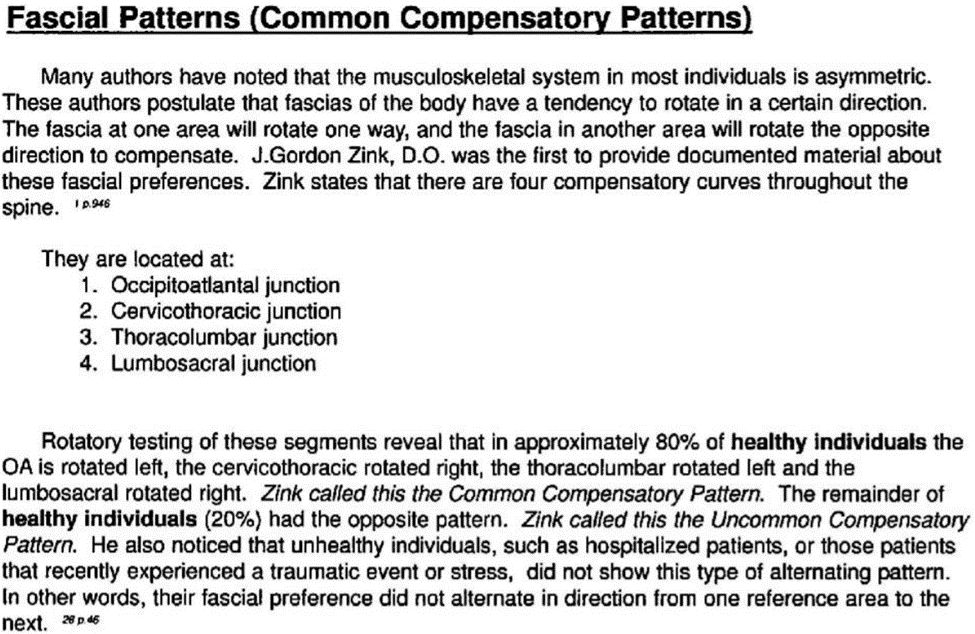 Fascial Patterns (Common Compensatory Patterns)
Many authors have noted that the musculoskeletal system in most individuals is asymmetric.
These authors postulate that fascias of the body have a tendency to rotate in a certain direction.
The fascia at one area will rotate one way, and the fascia in another area will rotate the opposite
direction to compensate. J.Gordon Zink, D.O. was the first to provide documented material about
these fascial preferences. Zink states that there are four compensatory curves throughout the
spine. 1 p.946
They are located at:
1. Occipitoatlantal junction
2. Cervicothoracic junction
3. Thoracolumbar junction
4. Lumbosacral junction
Rotatory testing of these segments reveal that in approximately 80% of healthy individuals the
OA is rotated left, the cervicothoracic rotated right, the thoracolumbar rotated left and the
lumbosacral rotated right. Zink called this the Common Compensatory Pattern. The remainder of
healthy individuals (20%) had the opposite pattern. Zink called this the Uncommon Compensatory
Pattern. He also noticed that unhealthy individuals, such as hospitalized patients, or those patients
that recently experienced a traumatic event or stress, did not show this type of alternating pattern.
In other words, their fascial preference did not alternate in direction from one reference area to the
next. 26 p.46